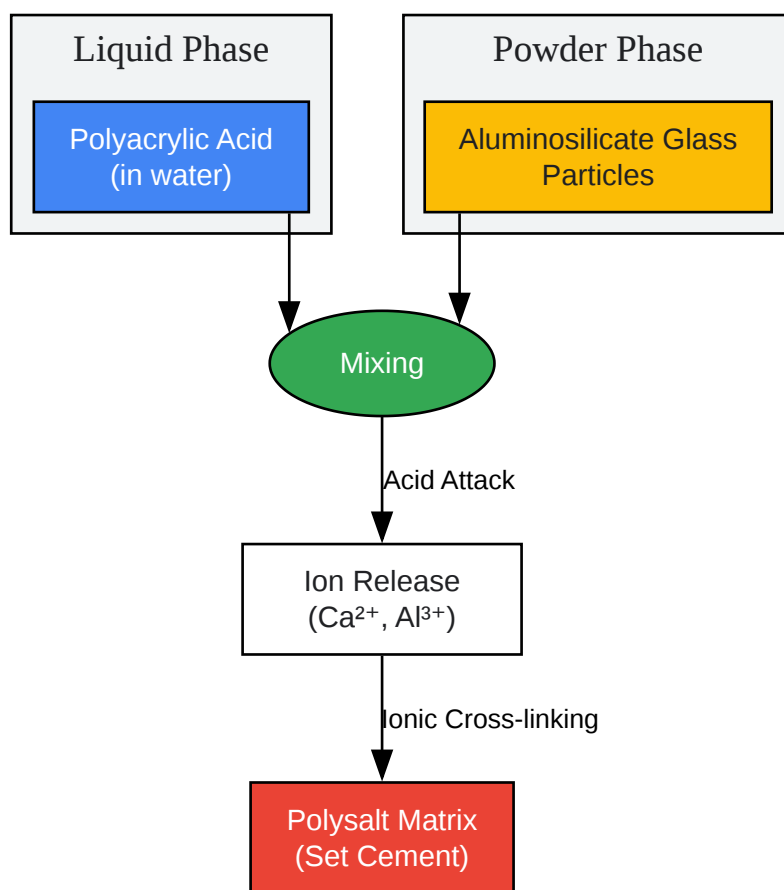 Liquid Phase
Polyacrylic Acid
(in water)
Powder Phase
Aluminosilicate Glass
Particles
Mixing
Acid Attack
Ion Release
(Ca²⁺, Al³⁺)
Ionic Cross-linking
Polysalt Matrix
(Set Cement)